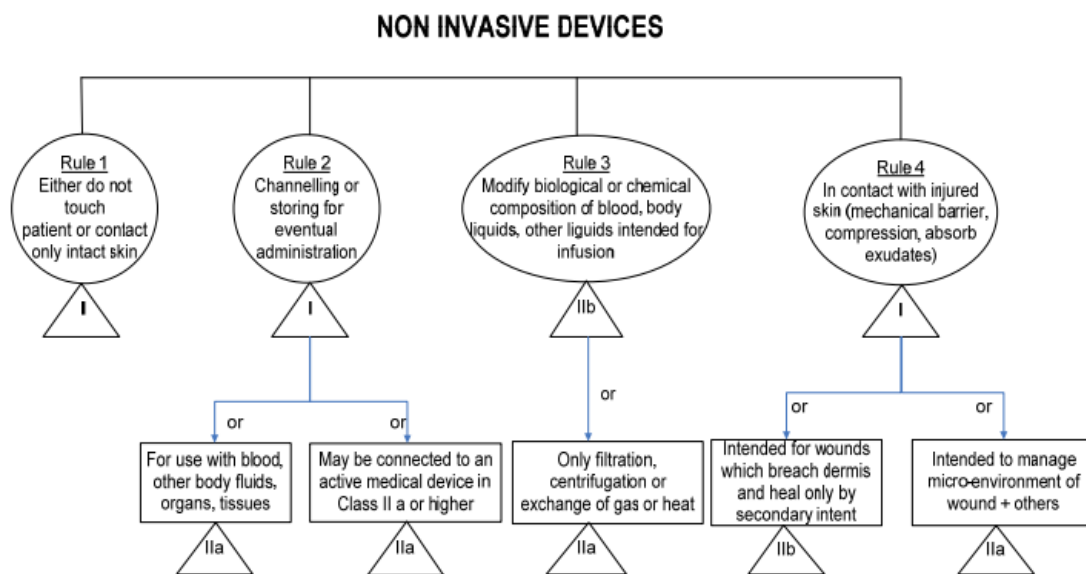 NON INVASIVE DEVICES
Rule 1
Either do not
touch
patient or contact
only intact skin
I
Rule 2
Channelling or
storing for
eventual
administration
I
Rule 3
Modify biological or chemical
composition of blood, body
liquids, other liguids intended for
infusion
IIb
Rule 4
In contact with injured
skin (mechanical barrier,
compression, absorb
exudates)
I
or
For use with blood,
other body fluids,
organs, tissues
IIa
or
May be connected to an
active medical device in
Class II a or higher
IIa
or
Only filtration,
centrifugation or
exchange of gas or heat
IIa
or
Intended for wounds
which breach dermis
and heal only by
secondary intent
IIb
or
Intended to manage
micro-environment of
wound + others
IIa